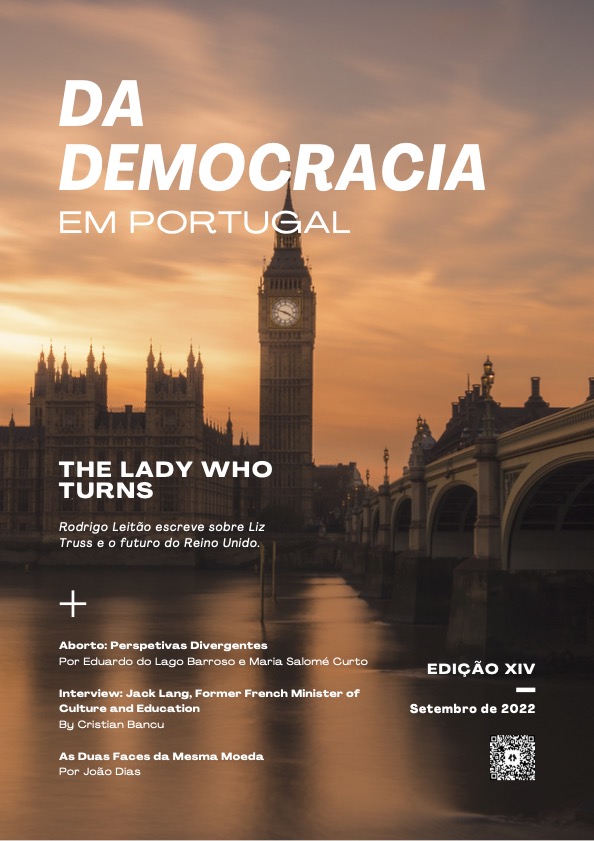 DA
DEMOCRACIA
EM PORTUGAL
THE LADY WHO
TURNS
Rodrigo Leitão escreve sobre Liz
Truss e o futuro do Reino Unido.
Aborto: Perspetivas Divergentes
Por Eduardo do Lago Barroso e Maria Salomé Curto
Interview: Jack Lang, Former French Minister of
Culture and Education
By Cristian Bancu
As Duas Faces da Mesma Moeda
Por João Dias
EDIÇÃO XIV
Setembro de 2022